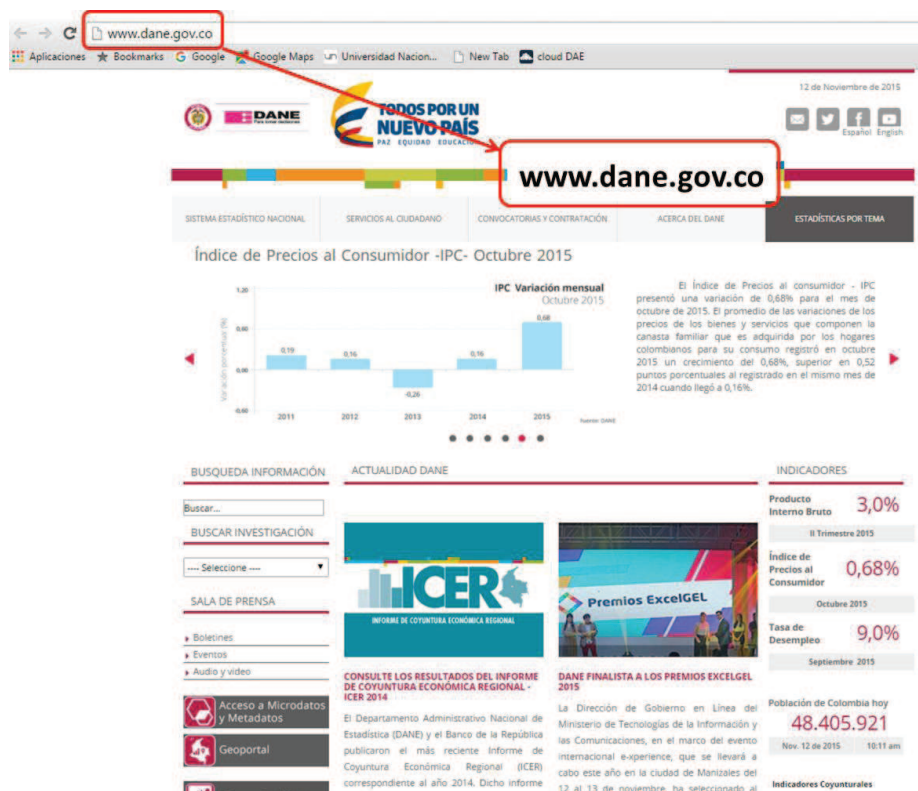 www.dane.gov.co
Aplicaciones Bookmarks Google Google Maps Universidad Nacion... New Tab cloud DAE
12 de Noviembre de 2015
DANE
Para tomar decisiones
TODOS POR UN
NUEVO PAÍS
PAZ EQUIDAD EDUCACIÓN
Español English
www.dane.gov.co
SISTEMA ESTADÍSTICO NACIONAL
SERVICIOS AL CIUDADANO
CONVOCATORIAS Y CONTRATACIÓN
ACERCA DEL DANE
ESTADÍSTICAS POR TEMA
Índice de Precios al Consumidor -IPC- Octubre 2015
IPC Variación mensual
Octubre 2015
Variación porcentual (%)
1,20
0,60
0,00
-0,60
0,19
0,16
-0,26
0,16
0,68
2011 2012 2013 2014 2015
Fuente: DANE
El Índice de Precios al consumidor - IPC
presentó una variación de 0,68% para el mes de
octubre de 2015. El promedio de las variaciones de los
precios de los bienes y servicios que componen la
canasta familiar que es adquirida por los hogares
colombianos para su consumo registró en octubre
2015 un crecimiento del 0,68%, superior en 0,52
puntos porcentuales al registrado en el mismo mes de
2014 cuando llegó a 0,16%.
BUSQUEDA INFORMACIÓN
Buscar...
BUSCAR INVESTIGACIÓN
---- Seleccione ----
SALA DE PRENSA
Boletines
Eventos
Audio y video
Acceso a Microdatos
y Metadatos
Geoportal
ACTUALIDAD DANE
ICER
INFORME DE COYUNTURA ECONÓMICA REGIONAL
CONSULTE LOS RESULTADOS DEL INFORME
DE COYUNTURA ECONÓMICA REGIONAL -
ICER 2014
El Departamento Administrativo Nacional de
Estadística (DANE) y el Banco de la República
publicaron el más reciente Informe de
Coyuntura Económica Regional (ICER)
correspondiente al año 2014. Dicho informe
Premios ExcelGEL
DANE FINALISTA A LOS PREMIOS EXCELGEL
2015
La Dirección de Gobierno en Línea del
Ministerio de Tecnologías de la Información y
las Comunicaciones, en el marco del evento
internacional e-xperience, que se llevará a
cabo este año en la ciudad de Manizales del
12 al 13 de noviembre, ha seleccionado al
INDICADORES
Producto
Interno Bruto
3,0%
II Trimestre 2015
Índice de
Precios al
Consumidor
0,68%
Octubre 2015
Tasa de
Desempleo
9,0%
Septiembre 2015
Población de Colombia hoy
48.405.921
Nov. 12 de 2015 10:11 am
Indicadores Coyunturales